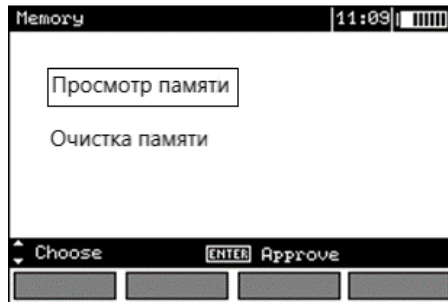 Memory 11:09
Просмотр памяти
Очистка памяти
Choose ENTER Approve